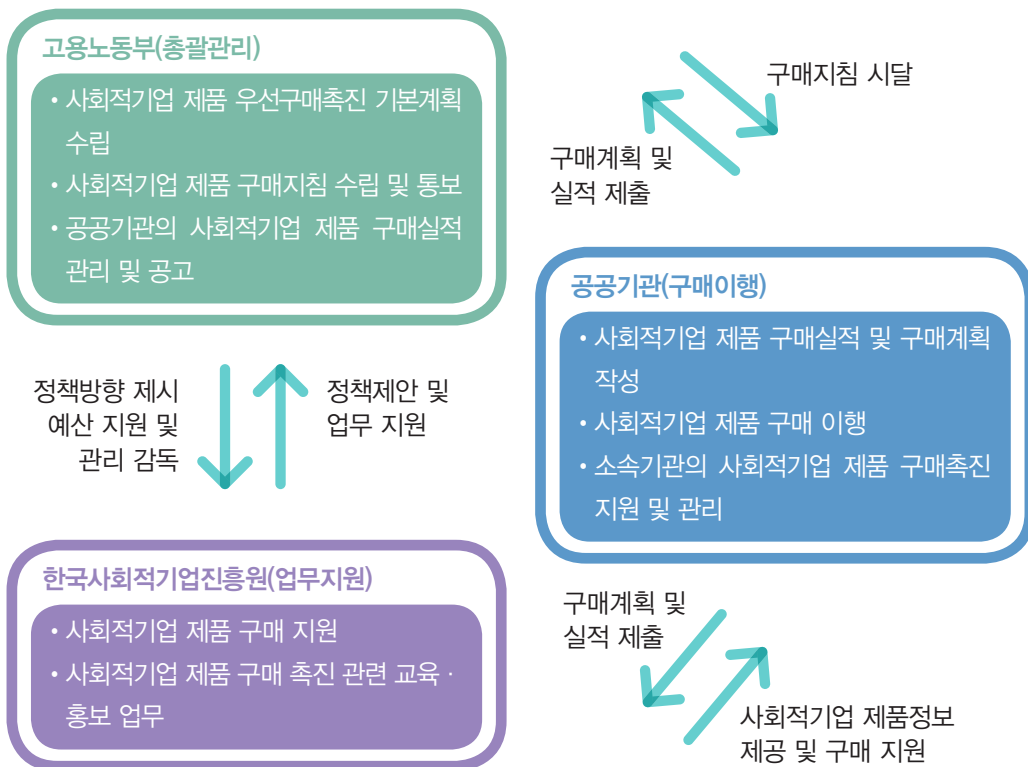 고용노동부(총괄관리)
• 사회적기업 제품 우선구매촉진 기본계획
수립
• 사회적기업 제품 구매지침 수립 및 통보
• 공공기관의 사회적기업 제품 구매실적
관리 및 공고
구매지침 시달
구매계획 및
실적 제출
공공기관(구매이행)
• 사회적기업 제품 구매실적 및 구매계획
작성
• 사회적기업 제품 구매 이행
• 소속기관의 사회적기업 제품 구매촉진
지원 및 관리
정책방향 제시
예산 지원 및
관리 감독
정책제안 및
업무 지원
한국사회적기업진흥원(업무지원)
• 사회적기업 제품 구매 지원
• 사회적기업 제품 구매 촉진 관련 교육 ·
홍보 업무
구매계획 및
실적 제출
사회적기업 제품정보
제공 및 구매 지원